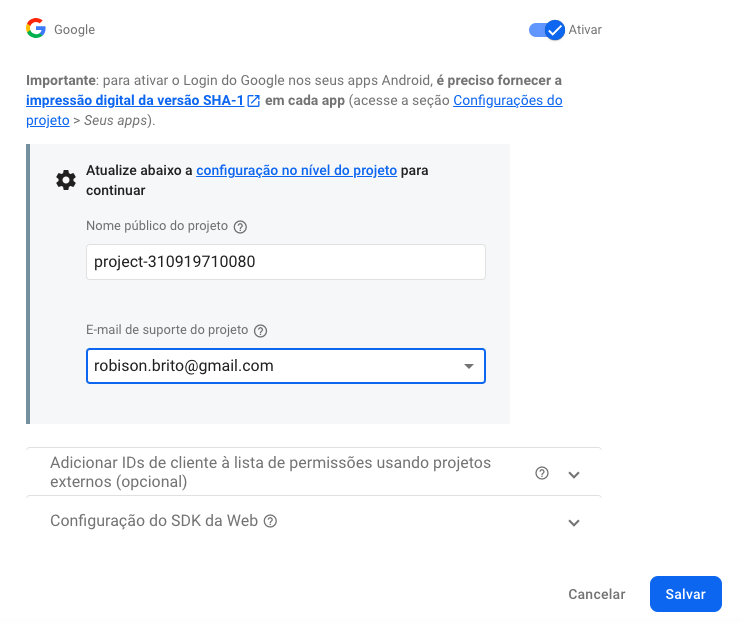 Google
Ativar
Importante: para ativar o Login do Google nos seus apps Android, é preciso fornecer a
impressão digital da versão SHA-1 em cada app (acesse a seção Configurações do
projeto > Seus apps).
Atualize abaixo a configuração no nível do projeto para
continuar
Nome público do projeto
project-310919710080
E-mail de suporte do projeto
robison.brito@gmail.com
Adicionar IDs de cliente à lista de permissões usando projetos
externos (opcional)
Configuração do SDK da Web
Cancelar
Salvar